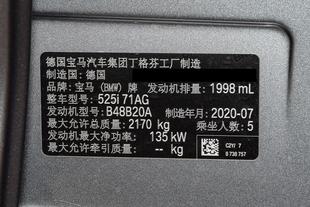 德国宝马汽车集团丁格芬工厂制造
制造国: 德国
品牌: 宝马 (BMW) 牌 发动机排量: 1998 mL
整车型号: 525i 71AG
发动机型号: B48B20A 制造年月: 2020-07
最大允许总质量: 2170 kg 乘坐人数: 5
发动机最大净功率: 135 kW
最大允许牵引质量: -- kg
C2Y/ 7
0 738 757